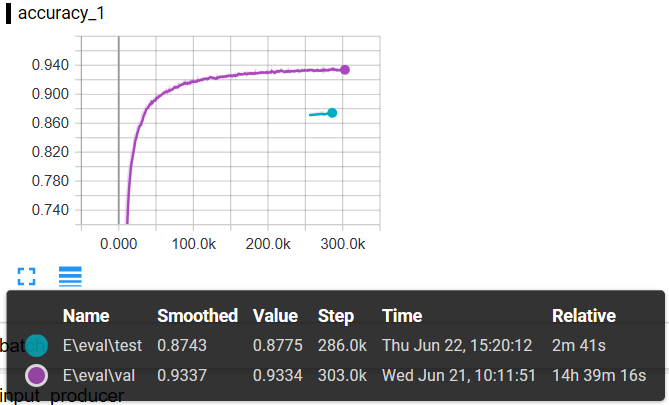 accuracy_1
0.940
0.900
0.860
0.820
0.780
0.740
0.000 100.0k 200.0k 300.0k
Name Smoothed Value Step Time Relative
E\eval\test 0.8743 0.8775 286.0k Thu Jun 22, 15:20:12 2m 41s
E\eval\val 0.9337 0.9334 303.0k Wed Jun 21, 10:11:51 14h 39m 16s
input_producer